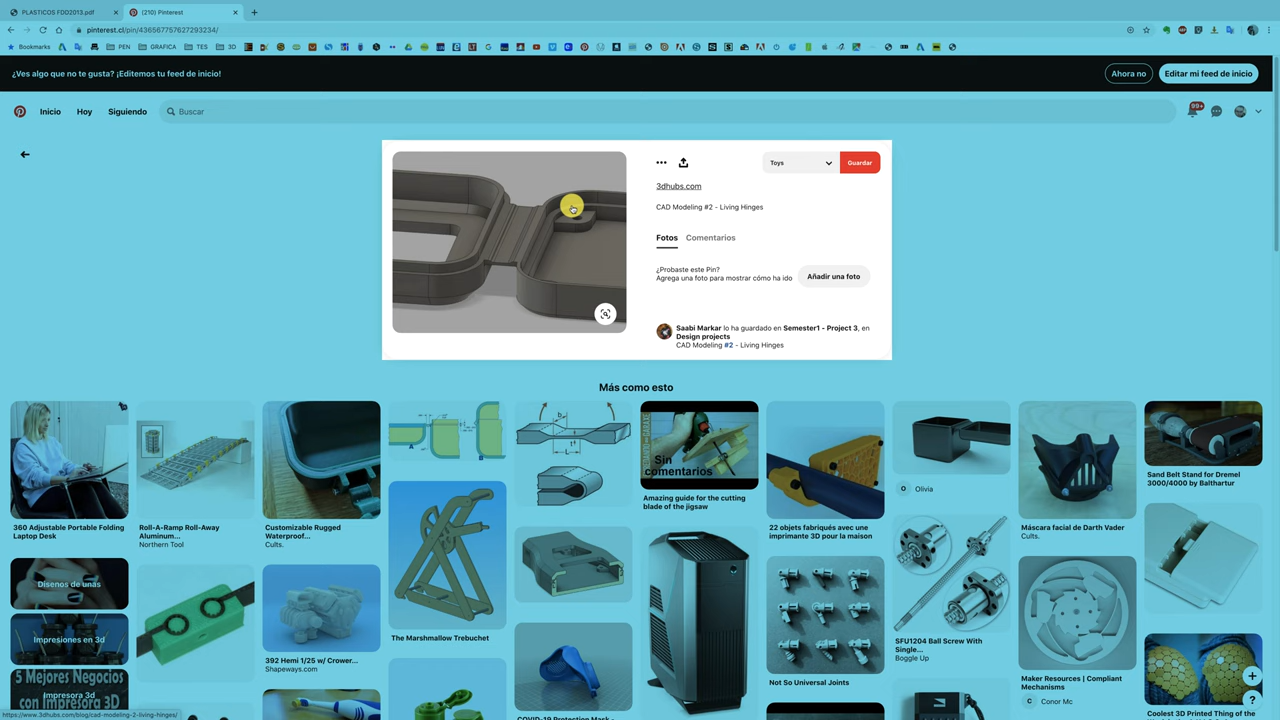 PLASTICOS FDD2013.pdf
(210) Pinterest
pinterest.cl/pin/436567757627293234/
Bookmarks
PEN
GRAFICA
TES
3D
¿Ves algo que no te gusta? ¡Editemos tu feed de inicio!
Ahora no
Editar mi feed de inicio
Inicio
Hoy
Siguiendo
Buscar
99+
Toys
Guardar
3dhubs.com
CAD Modeling #2 - Living Hinges
Fotos
Comentarios
¿Probaste este Pin?
Agrega una foto para mostrar cómo ha ido
Añadir una foto
Saabi Markar lo ha guardado en Semester1 - Project 3, en
Design projects
CAD Modeling #2 - Living Hinges
Más como esto
360 Adjustable Portable Folding
Laptop Desk
Roll-A-Ramp Roll-Away
Aluminum...
Northern Tool
Customizable Rugged
Waterproof...
Cults.
A
B
Sin
comentarios
Amazing guide for the cutting
blade of the jigsaw
22 objets fabriqués avec une
imprimante 3D pour la maison
O Olivia
Máscara facial de Darth Vader
Cults.
Sand Belt Stand for Dremel
3000/4000 by Balthartur
Diseños de uñas
Impresiones en 3d
5 Mejores Negocios
con Impresora 3D
Impresora 3d
392 Hemi 1/25 w/ Crower...
Shapeways.com
The Marshmallow Trebuchet
COVID-19 Protection Mask -
Not So Universal Joints
SFU1204 Ball Screw With
Single...
Boggle Up
Maker Resources | Compliant
Mechanisms
C Conor Mc
Coolest 3D Printed Thing of the
https://www.3dhubs.com/blog/cad-modeling-2-living-hinges/